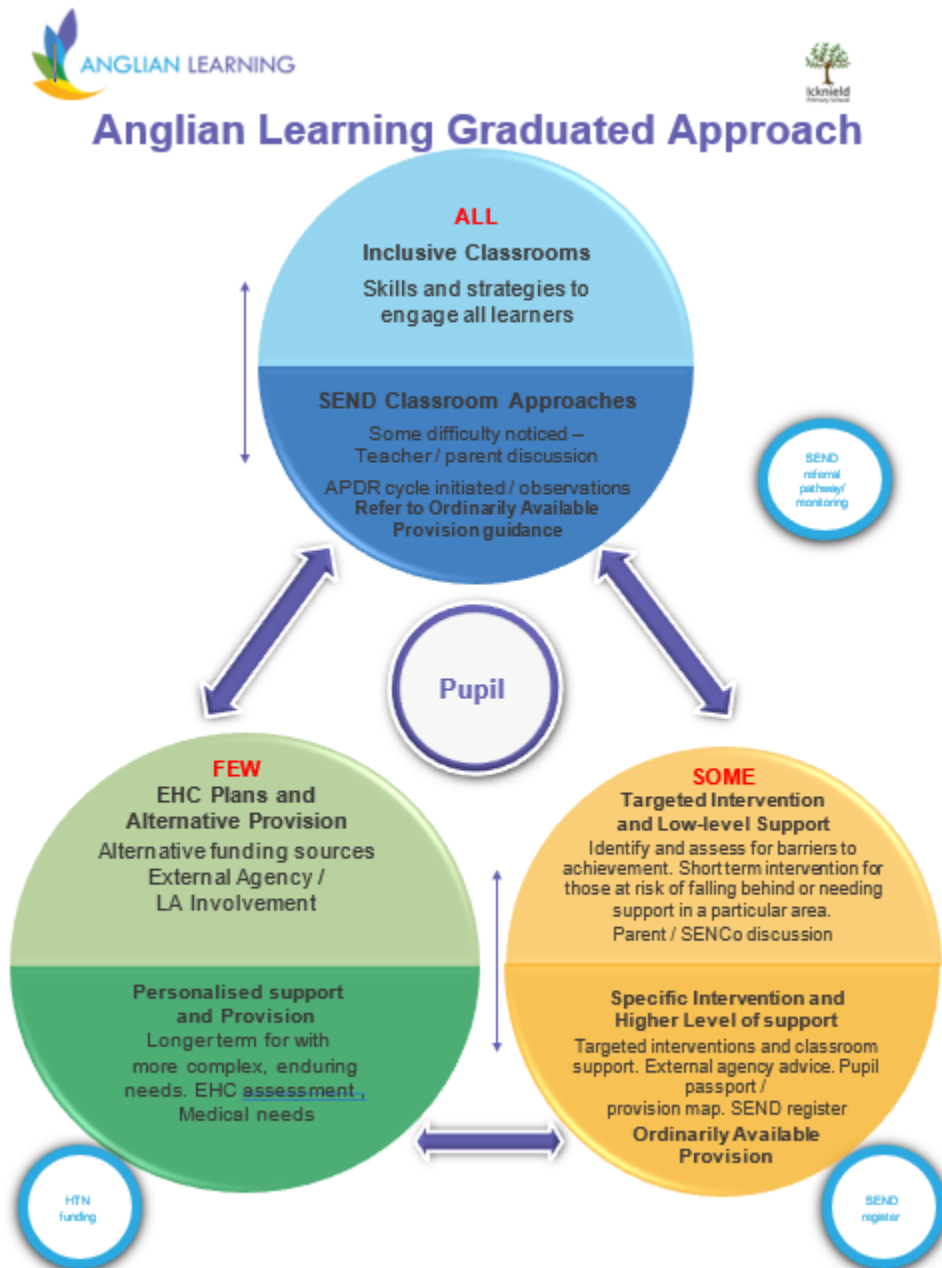 ANGLIAN LEARNING
Icknield
Primary School
Anglian Learning Graduated Approach
ALL
Inclusive Classrooms
Skills and strategies to
engage all learners
SEND Classroom Approaches
Some difficulty noticed –
Teacher / parent discussion
APDR cycle initiated / observations
Refer to Ordinarily Available
Provision guidance
SEND
referral
pathway/
monitoring
Pupil
FEW
EHC Plans and
Alternative Provision
Alternative funding sources
External Agency /
LA Involvement
Personalised support
and Provision
Longer term for with
more complex, enduring
needs. EHC assessment ,
Medical needs
HTN
funding
SOME
Targeted Intervention
and Low-level Support
Identify and assess for barriers to
achievement. Short term intervention for
those at risk of falling behind or needing
support in a particular area.
Parent / SENCo discussion
Specific Intervention and
Higher Level of support
Targeted interventions and classroom
support. External agency advice. Pupil
passport /
provision map. SEND register
Ordinarily Available
Provision
SEND
register